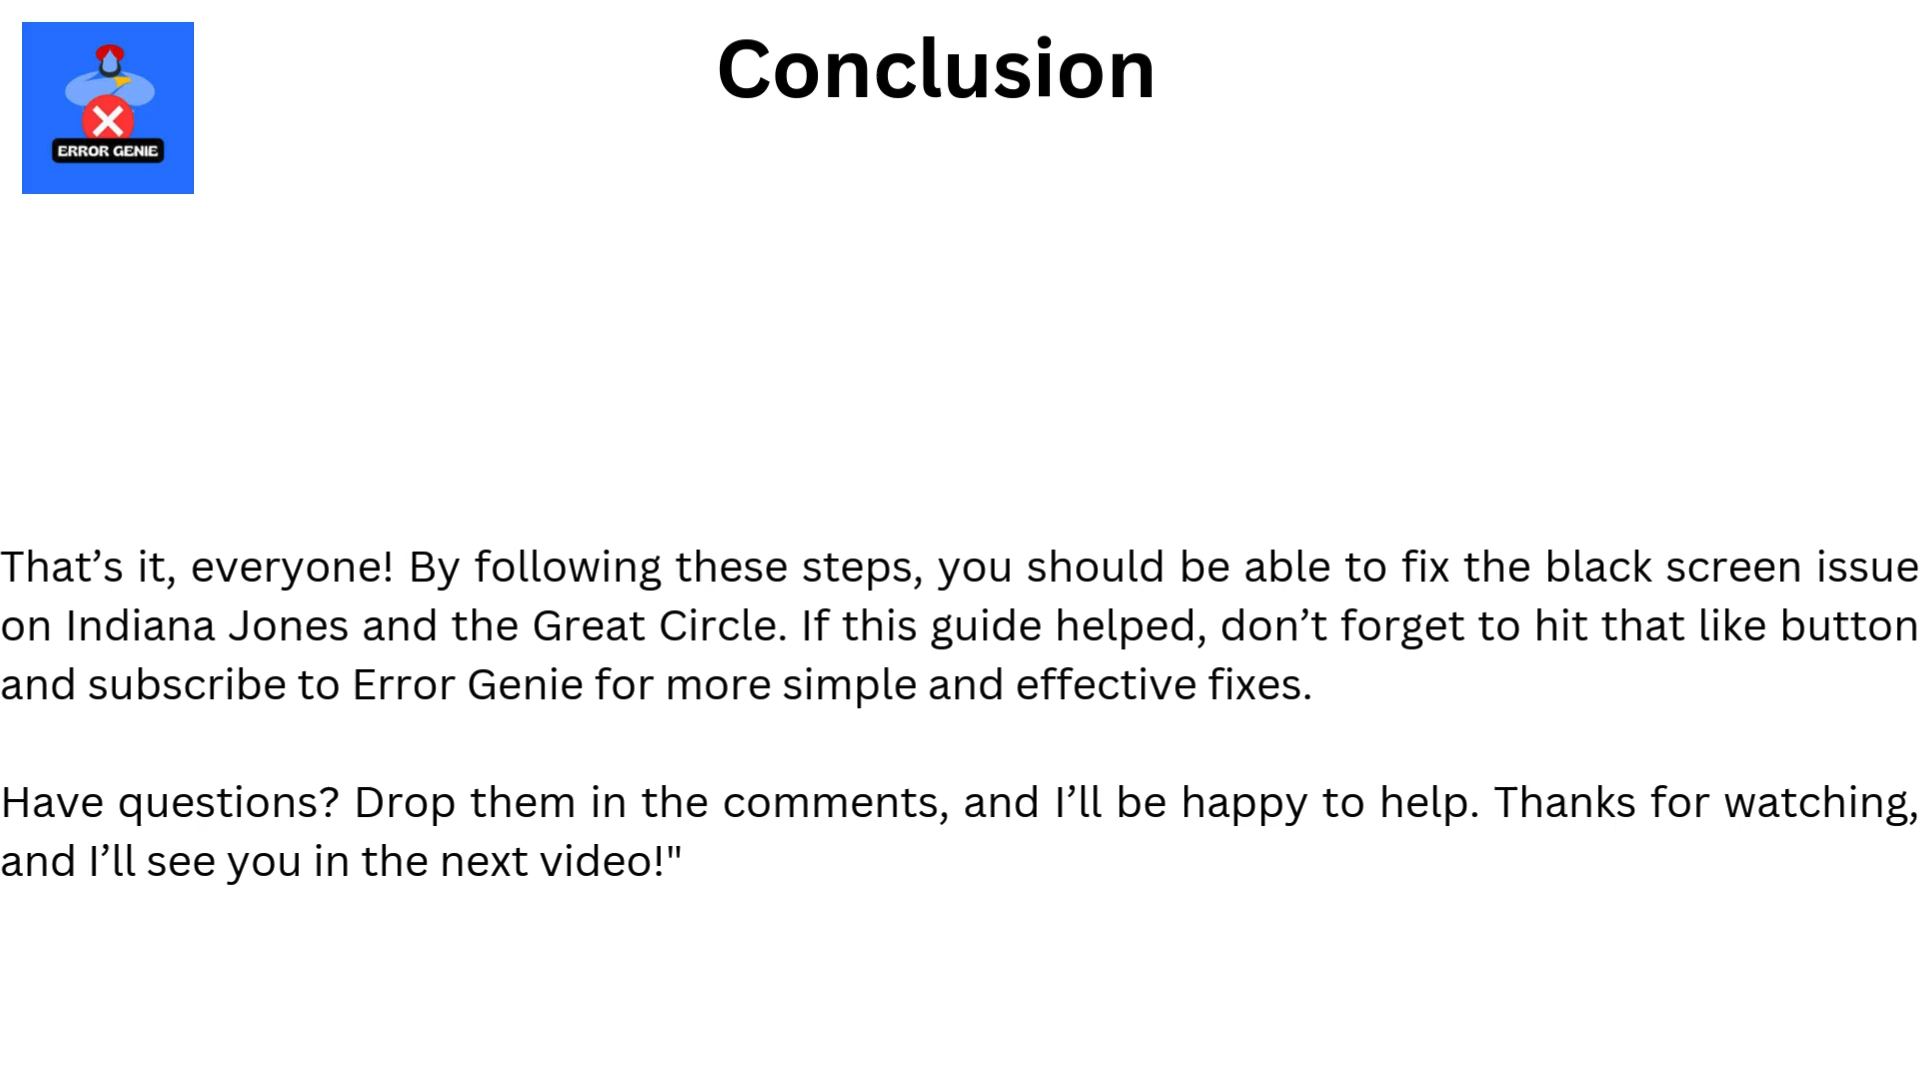 ERROR GENIE
Conclusion
That’s it, everyone! By following these steps, you should be able to fix the black screen issue
on Indiana Jones and the Great Circle. If this guide helped, don’t forget to hit that like button
and subscribe to Error Genie for more simple and effective fixes.
Have questions? Drop them in the comments, and I’ll be happy to help. Thanks for watching,
and I’ll see you in the next video!"